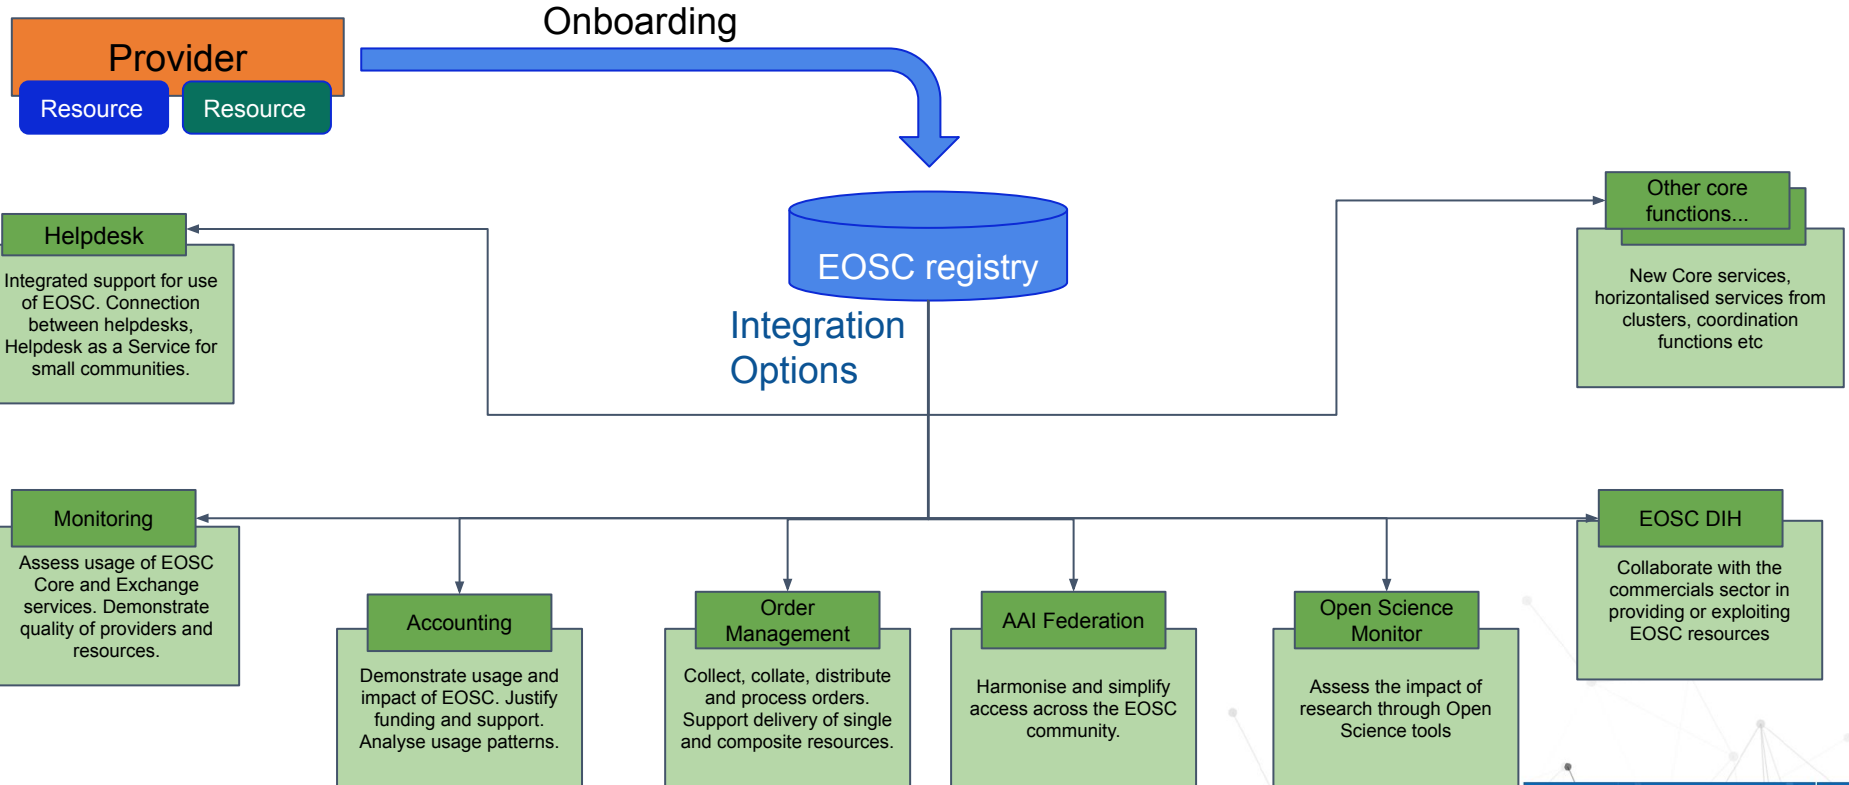 Onboarding
Provider
Resource
Resource
EOSC registry
Integration
Options
Helpdesk
Integrated support for use
of EOSC. Connection
between helpdesks,
Helpdesk as a Service for
small communities.
Other core
functions...
New Core services,
horizontalised services from
clusters, coordination
functions etc
Monitoring
Assess usage of EOSC
Core and Exchange
services. Demonstrate
quality of providers and
resources.
Accounting
Demonstrate usage and
impact of EOSC. Justify
funding and support.
Analyse usage patterns.
Order
Management
Collect, collate, distribute
and process orders.
Support delivery of single
and composite resources.
AAI Federation
Harmonise and simplify
access across the EOSC
community.
Open Science
Monitor
Assess the impact of
research through Open
Science tools
EOSC DIH
Collaborate with the
commercials sector in
providing or exploiting
EOSC resources